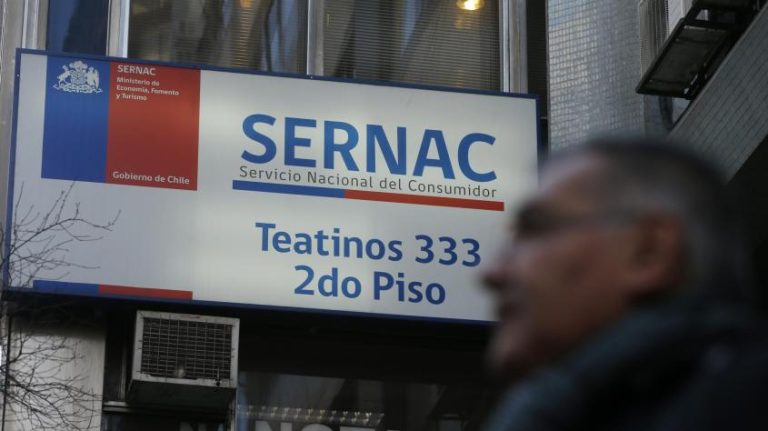 SERNAC
Ministerio de
Economía, Fomento
y Turismo
Gobierno de Chile
SERNAC
Servicio Nacional del Consumidor
Teatinos 333
2do Piso